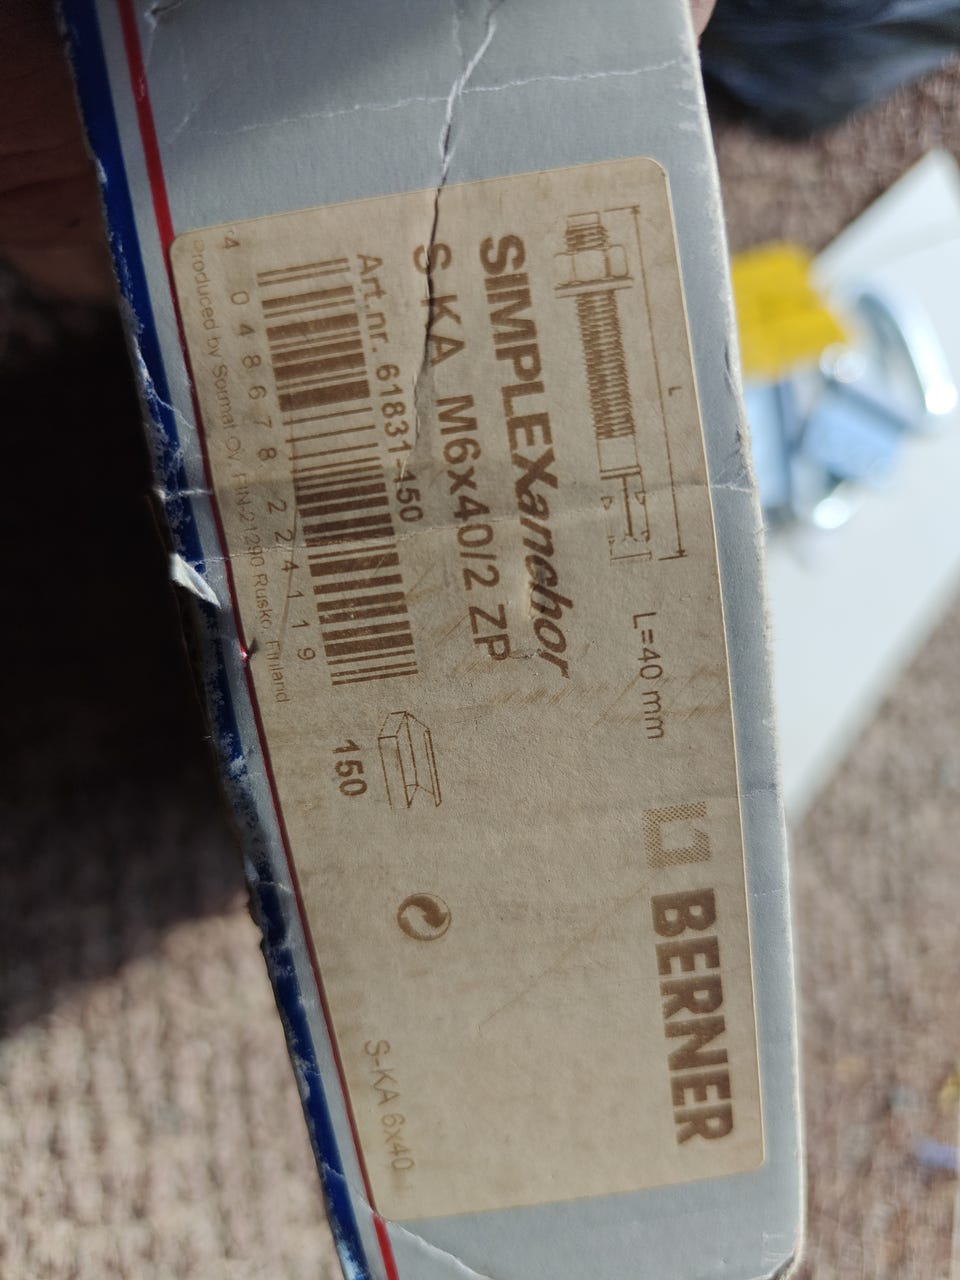 L
L=40 mm
BERNER
SIMPLEXanchor
S-KA M6x40/2 ZP
Art.nr. 61831-150
4 048678 224119
150
Produced by Sormat Oy, FIN-21290 Rusko, Finland
S-KA 6x40